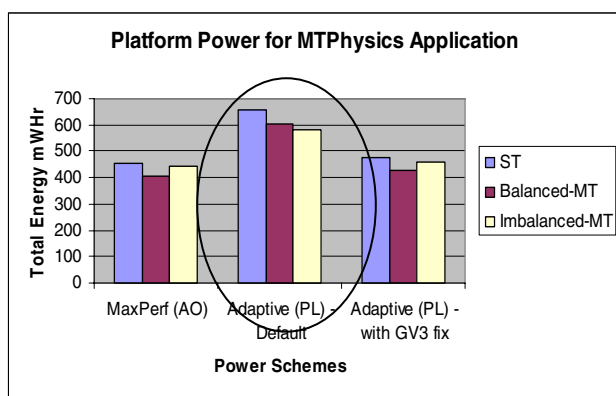 Platform Power for MTPhysics Application
Total Energy mWHr
700
600
500
400
300
200
100
0
MaxPerf (AO)
Adaptive (PL) -
Default
Adaptive (PL) -
with GV3 fix
Power Schemes
ST
Balanced-MT
Imbalanced-MT